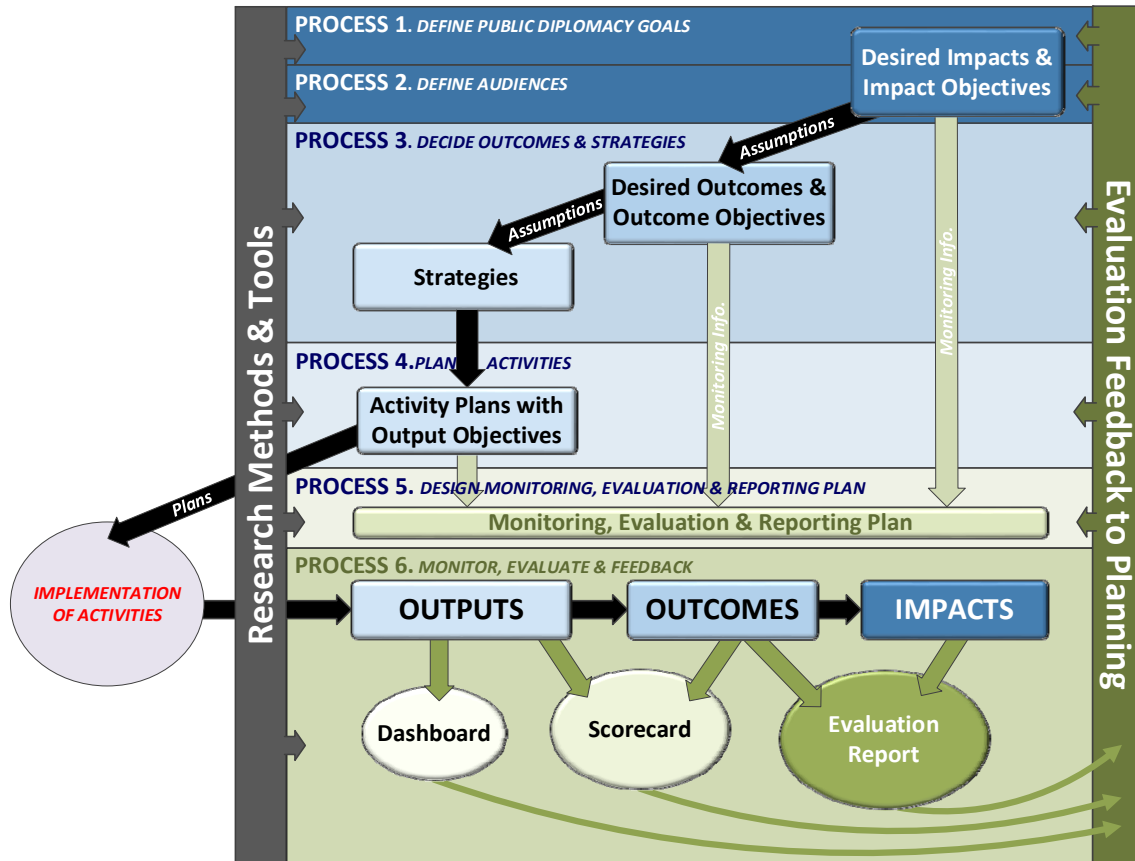 PROCESS 1. DEFINE PUBLIC DIPLOMACY GOALS
Desired Impacts &
Impact Objectives
PROCESS 2. DEFINE AUDIENCES
Assumptions
PROCESS 3. DECIDE OUTCOMES & STRATEGIES
Desired Outcomes &
Outcome Objectives
Assumptions
Strategies
Monitoring Info.
Monitoring Info.
PROCESS 4. PLAN ACTIVITIES
Activity Plans with
Output Objectives
Plans
PROCESS 5. DESIGN MONITORING, EVALUATION & REPORTING PLAN
Monitoring, Evaluation & Reporting Plan
PROCESS 6. MONITOR, EVALUATE & FEEDBACK
IMPLEMENTATION
OF ACTIVITIES
OUTPUTS
OUTCOMES
IMPACTS
Dashboard
Scorecard
Evaluation
Report
Research Methods & Tools
Evaluation Feedback to Planning